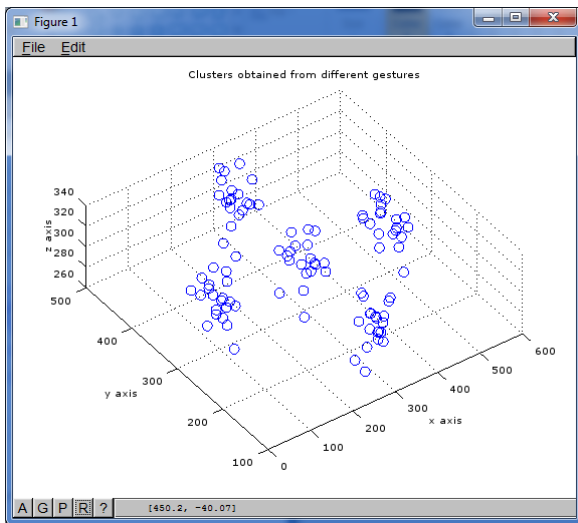 Figure 1
File Edit
Clusters obtained from different gestures
340
320
300
280
260
z axis
500
400
300
200
100
y axis
0
100
200
300
400
500
600
x axis
A G P R ? [450.2, -40.07]